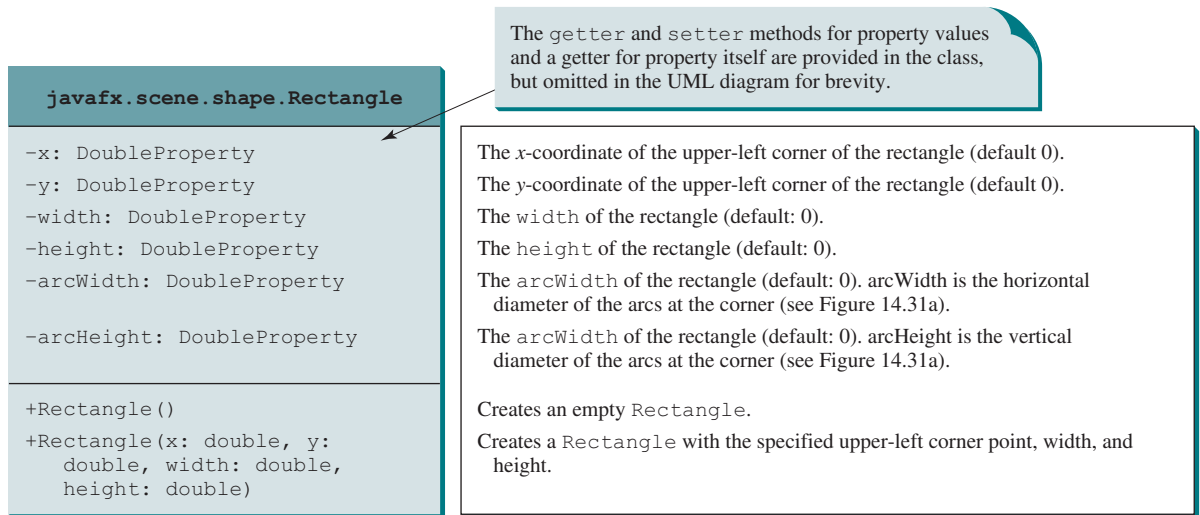 The getter and setter methods for property values
and a getter for property itself are provided in the class,
but omitted in the UML diagram for brevity.
javafx.scene.shape.Rectangle
-x: DoubleProperty
The x-coordinate of the upper-left corner of the rectangle (default 0).
-y: DoubleProperty
The y-coordinate of the upper-left corner of the rectangle (default 0).
-width: DoubleProperty
The width of the rectangle (default: 0).
-height: DoubleProperty
The height of the rectangle (default: 0).
-arcWidth: DoubleProperty
The arcWidth of the rectangle (default: 0). arcWidth is the horizontal
diameter of the arcs at the corner (see Figure 14.31a).
-arcHeight: DoubleProperty
The arcWidth of the rectangle (default: 0). arcHeight is the vertical
diameter of the arcs at the corner (see Figure 14.31a).
+Rectangle()
Creates an empty Rectangle.
+Rectangle(x: double, y:
double, width: double,
height: double)
Creates a Rectangle with the specified upper-left corner point, width, and
height.